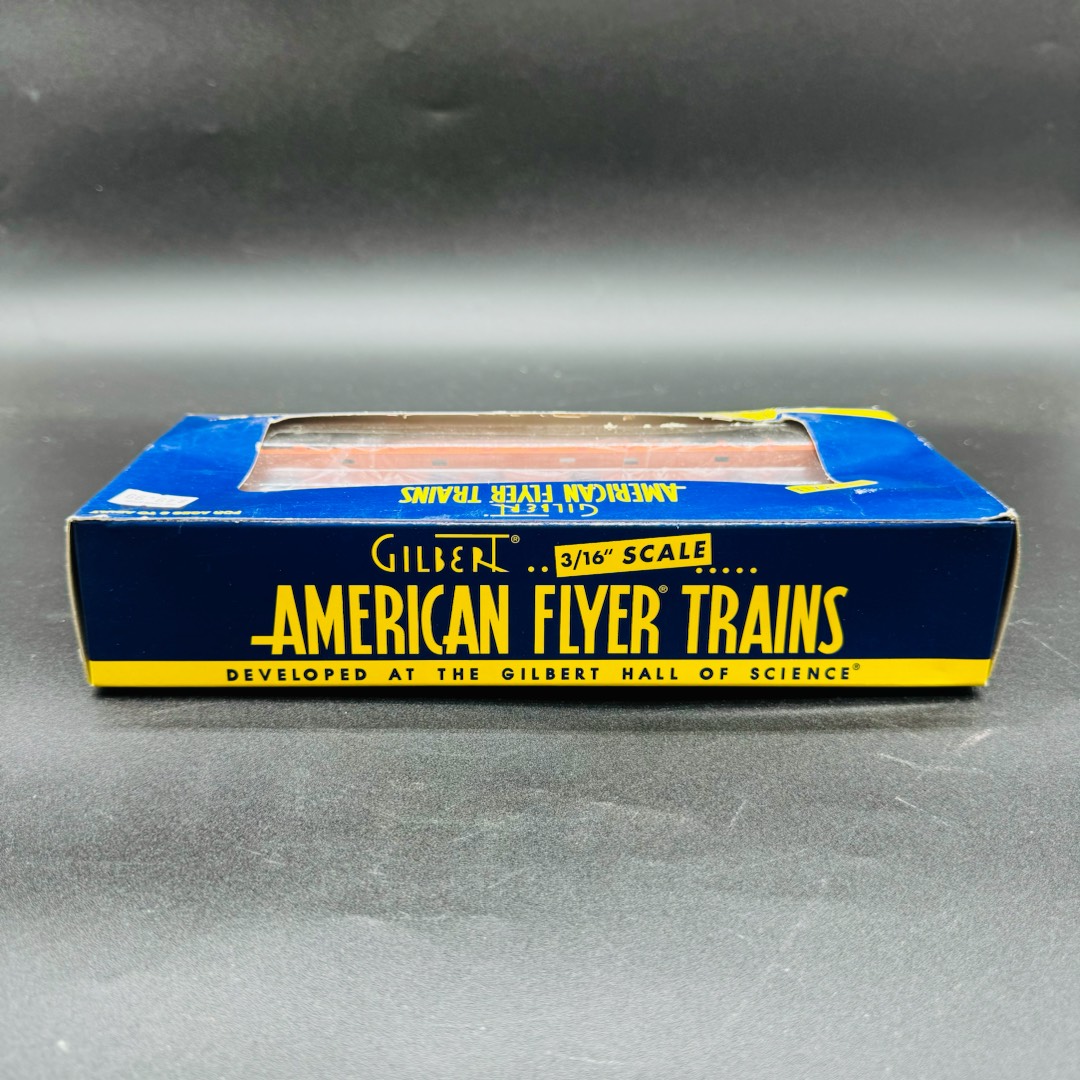 GILBERT
AMERICAN FLYER TRAINS
GILBERT® .. 3/16" SCALE .....
AMERICAN FLYER® TRAINS
DEVELOPED AT THE GILBERT HALL OF SCIENCE®